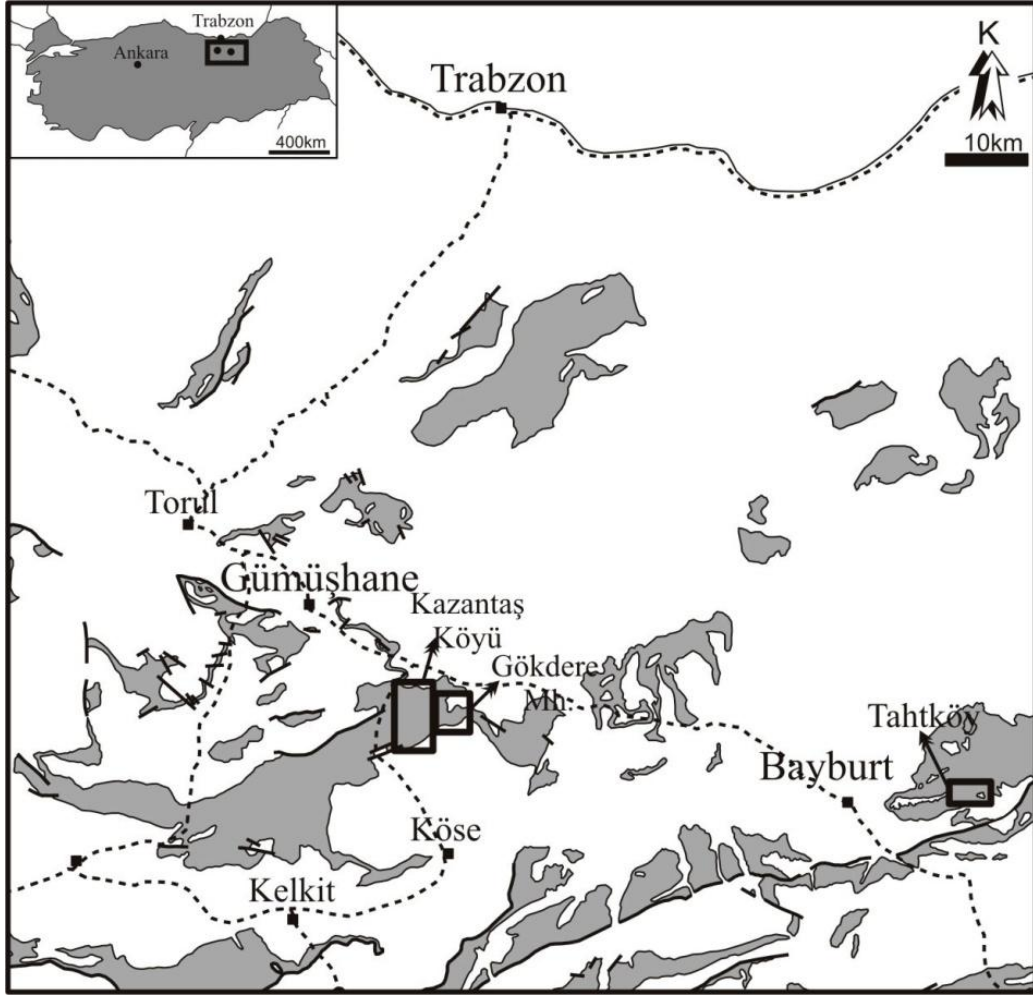 Trabzon
Ankara
400km
Trabzon
K
10km
Torul
Gümüşhane
Kazantaş
Köyü
Gökdere
Mh.
Tahtköy
Bayburt
Köse
Kelkit